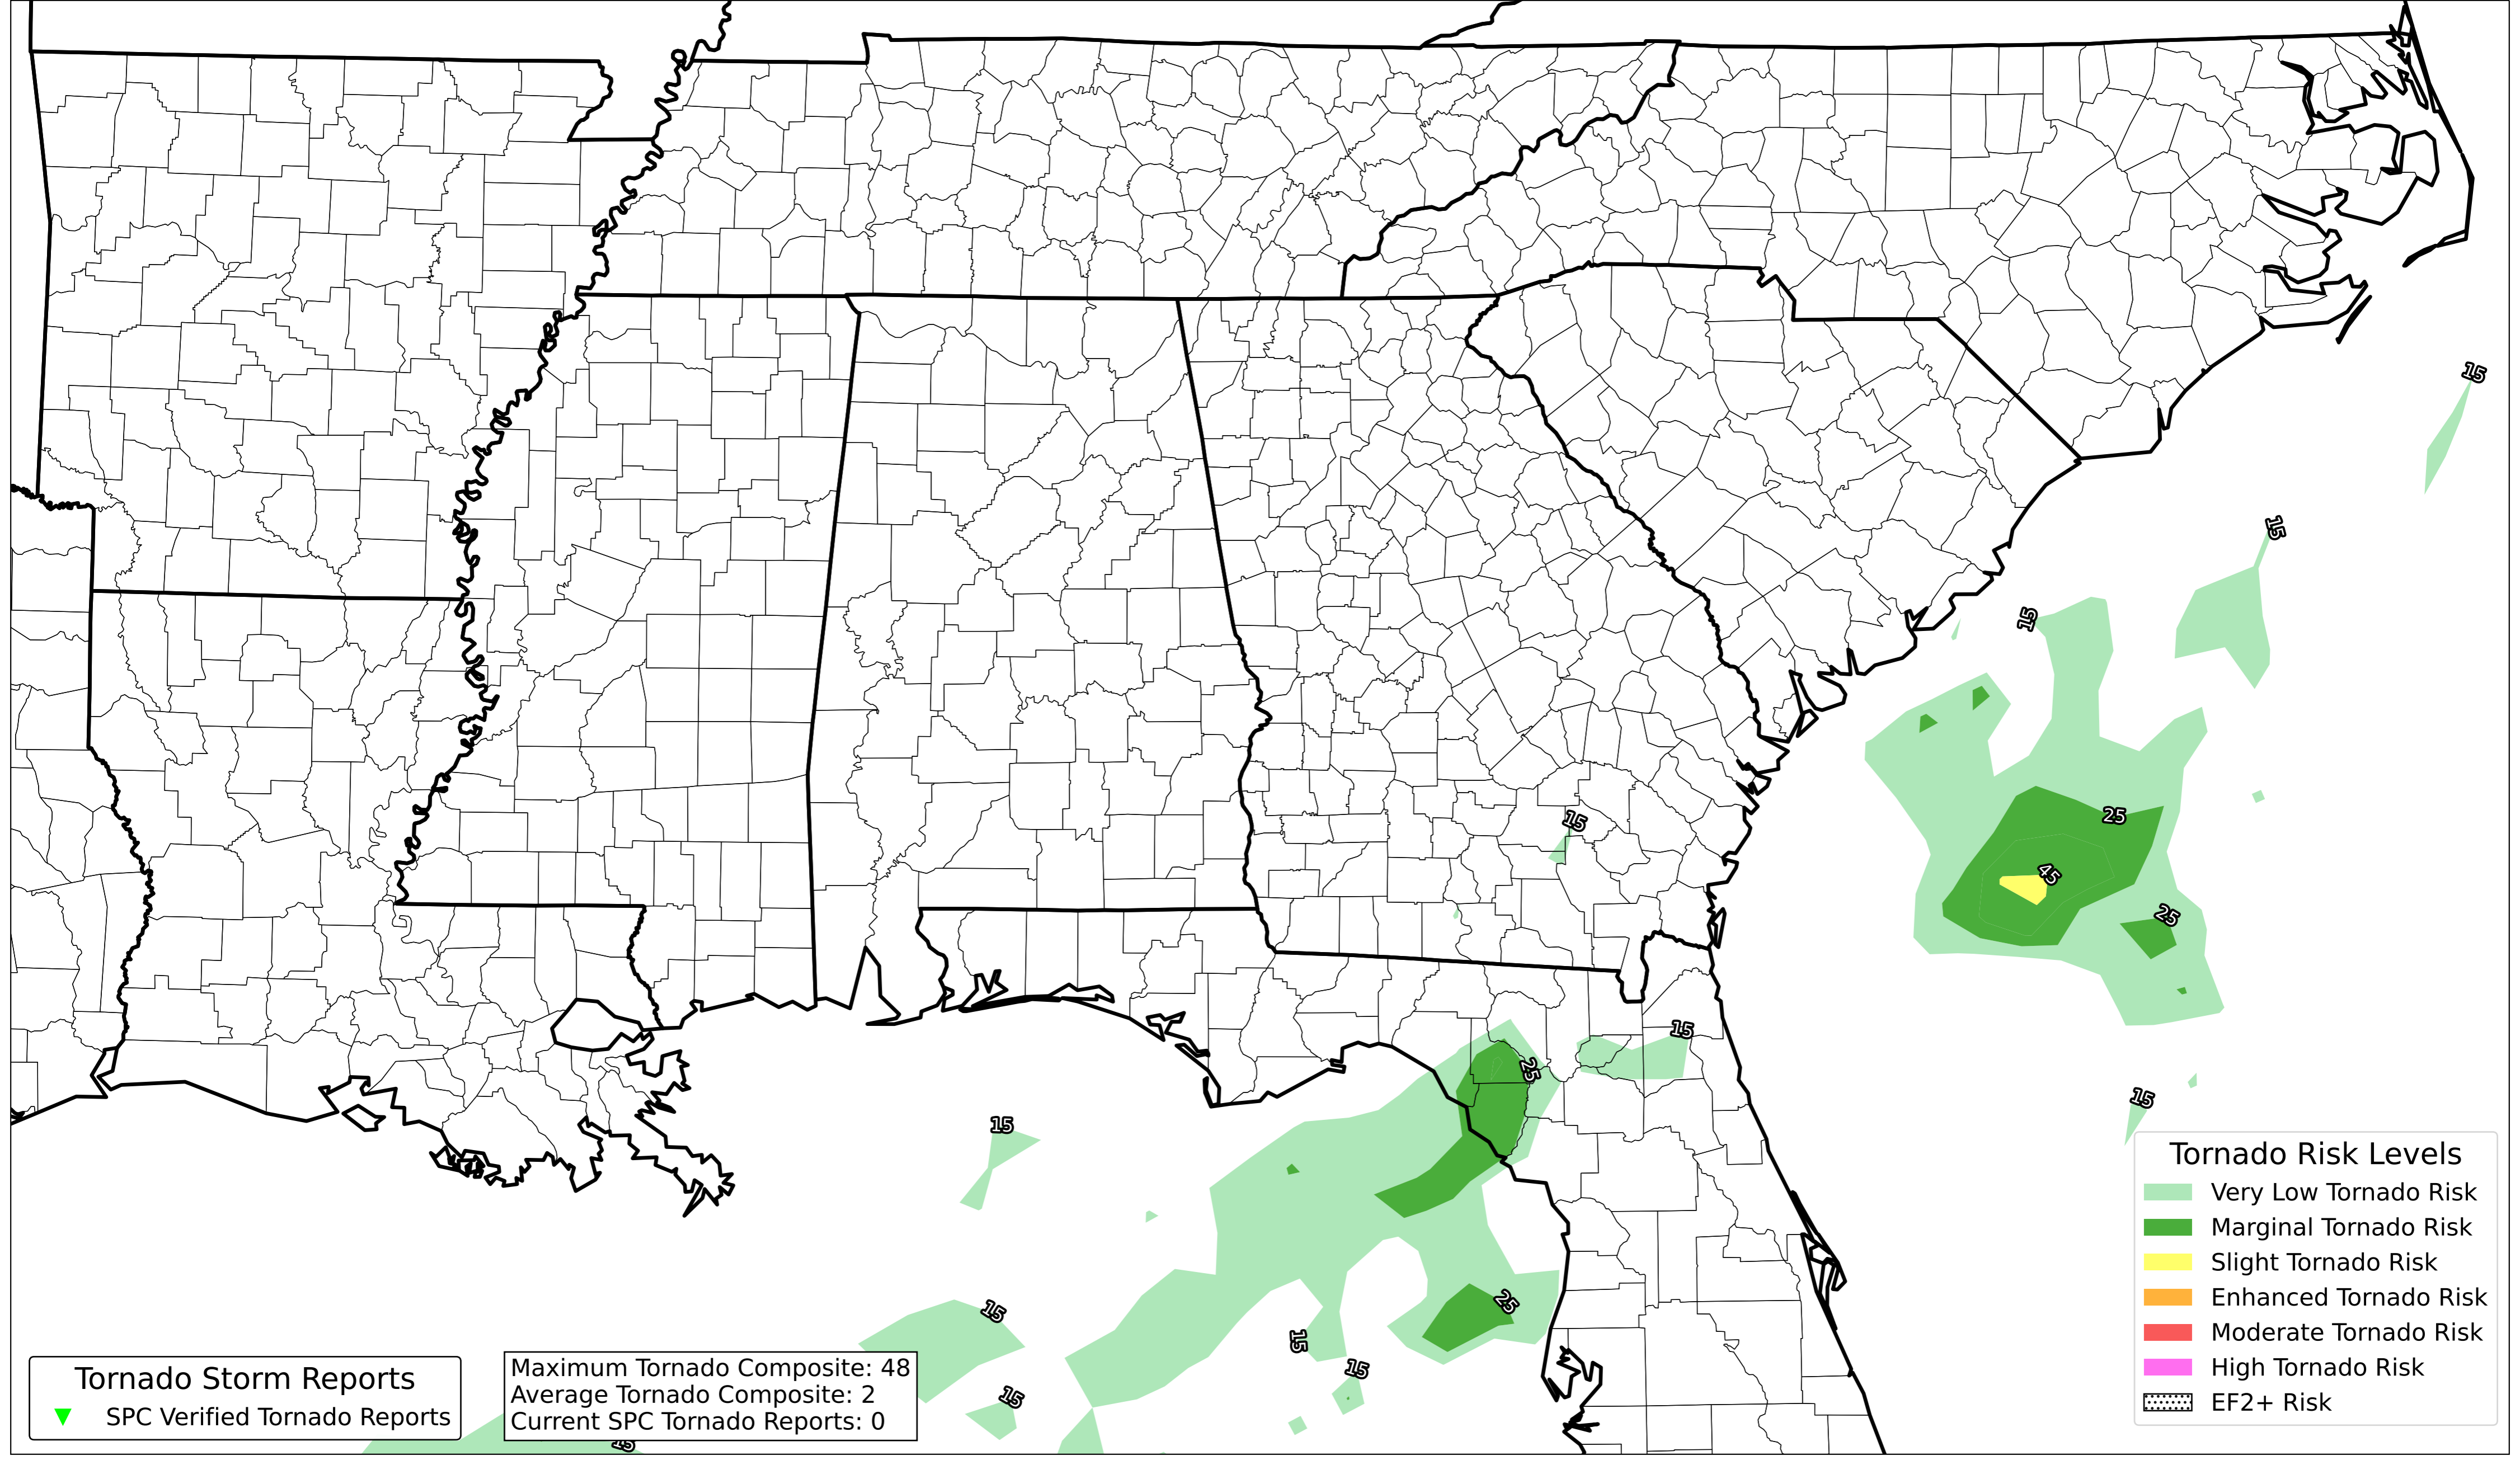 15
15
15
15
25
45
25
15
25
15
15
15
25
15
15
15
15
15
Tornado Risk Levels
Very Low Tornado Risk
Marginal Tornado Risk
Slight Tornado Risk
Enhanced Tornado Risk
Moderate Tornado Risk
High Tornado Risk
EF2+ Risk
Tornado Storm Reports
SPC Verified Tornado Reports
Maximum Tornado Composite: 48
Average Tornado Composite: 2
Current SPC Tornado Reports: 0